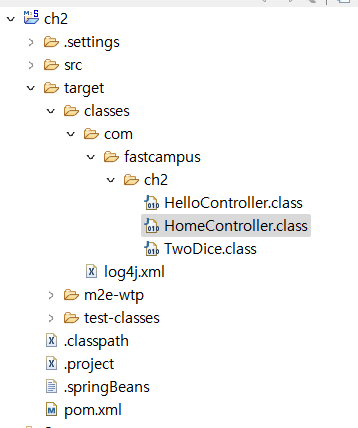 ch2
.settings
src
target
classes
com
fastcampus
ch2
HelloController.class
HomeController.class
TwoDice.class
log4j.xml
m2e-wtp
test-classes
.classpath
.project
.springBeans
pom.xml